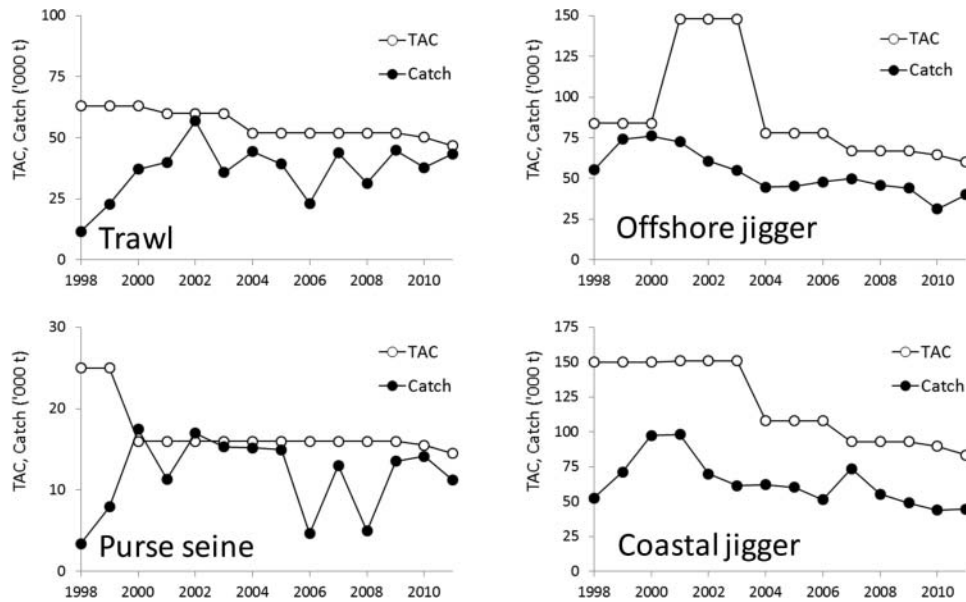 TAC, Catch ('000 t)
100
75
50
25
0
TAC
Catch
Trawl
1998 2000 2002 2004 2006 2008 2010
TAC, Catch ('000 t)
150
125
100
75
50
25
0
TAC
Catch
Offshore jigger
1998 2000 2002 2004 2006 2008 2010
TAC, Catch ('000 t)
30
20
10
0
TAC
Catch
Purse seine
1998 2000 2002 2004 2006 2008 2010
TAC, Catch ('000 t)
175
150
125
100
75
50
25
0
TAC
Catch
Coastal jigger
1998 2000 2002 2004 2006 2008 2010